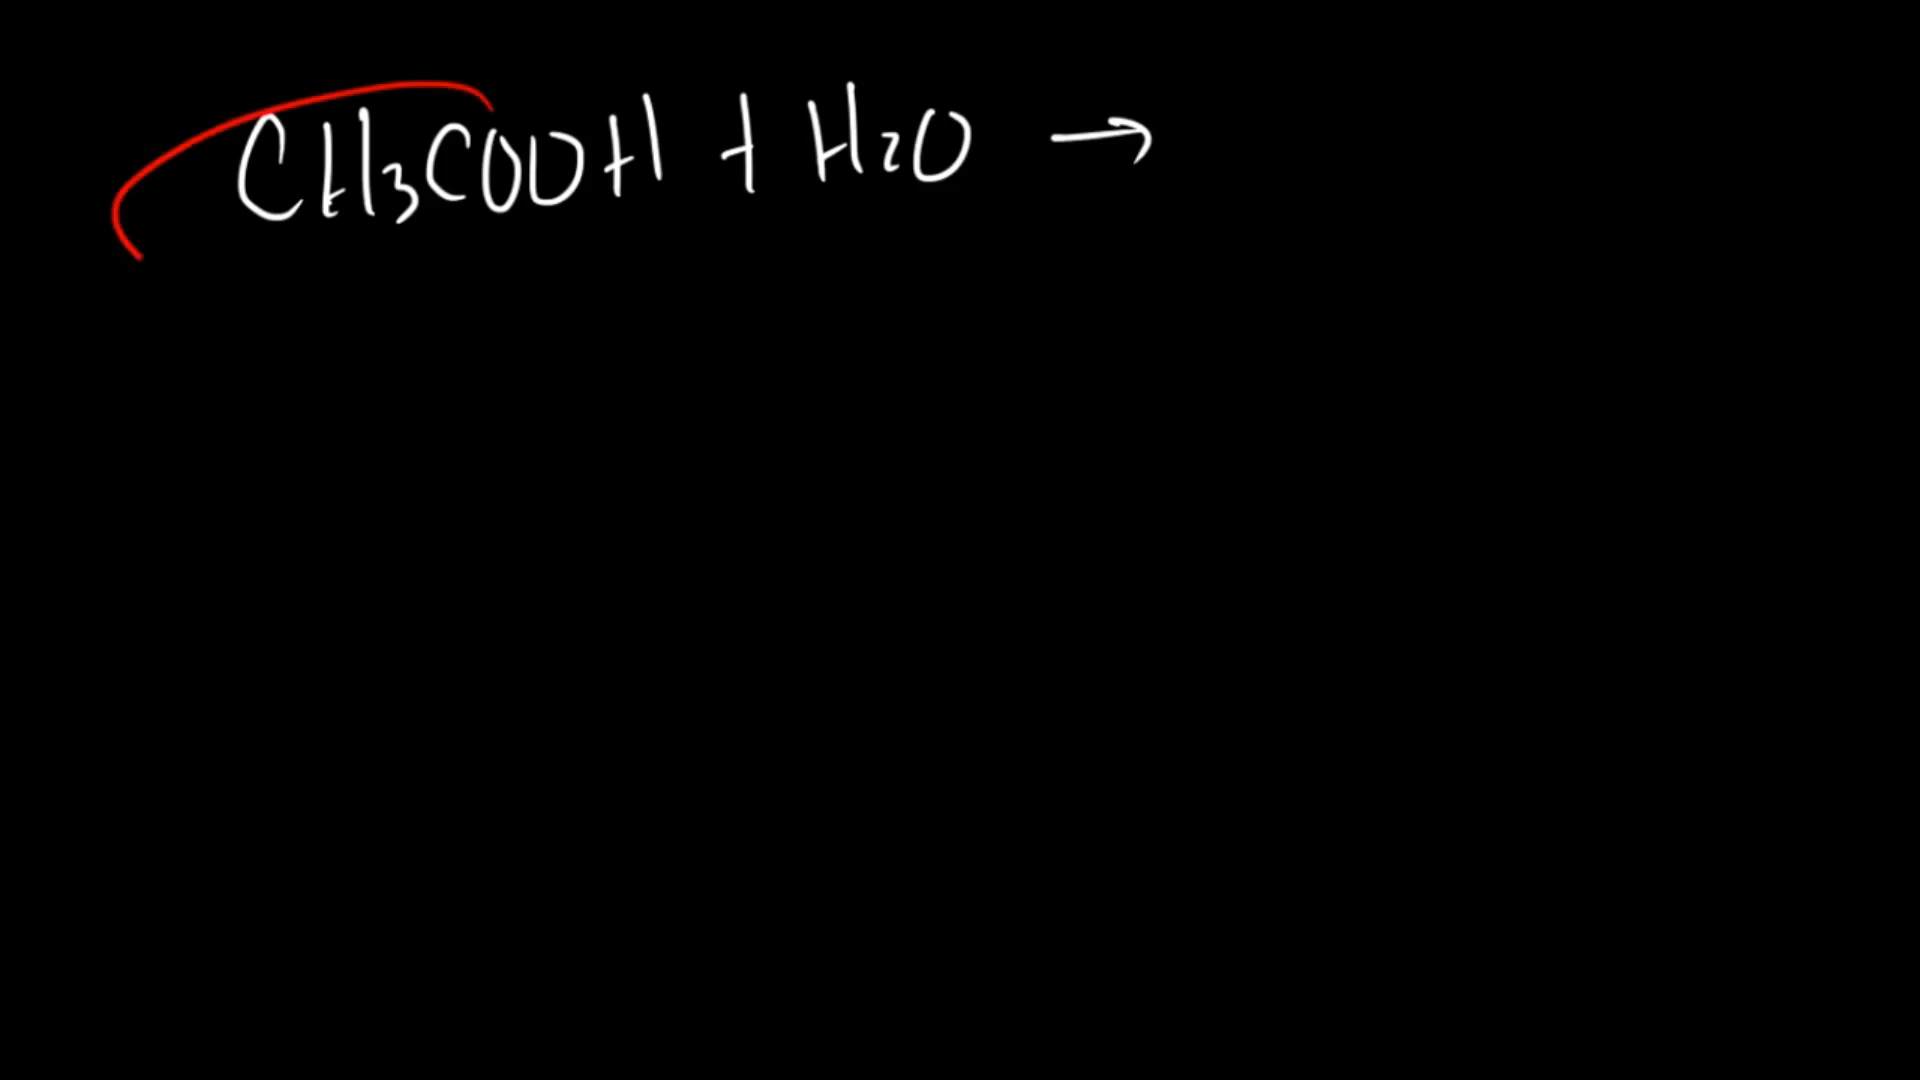 CH3COOH + H2O →